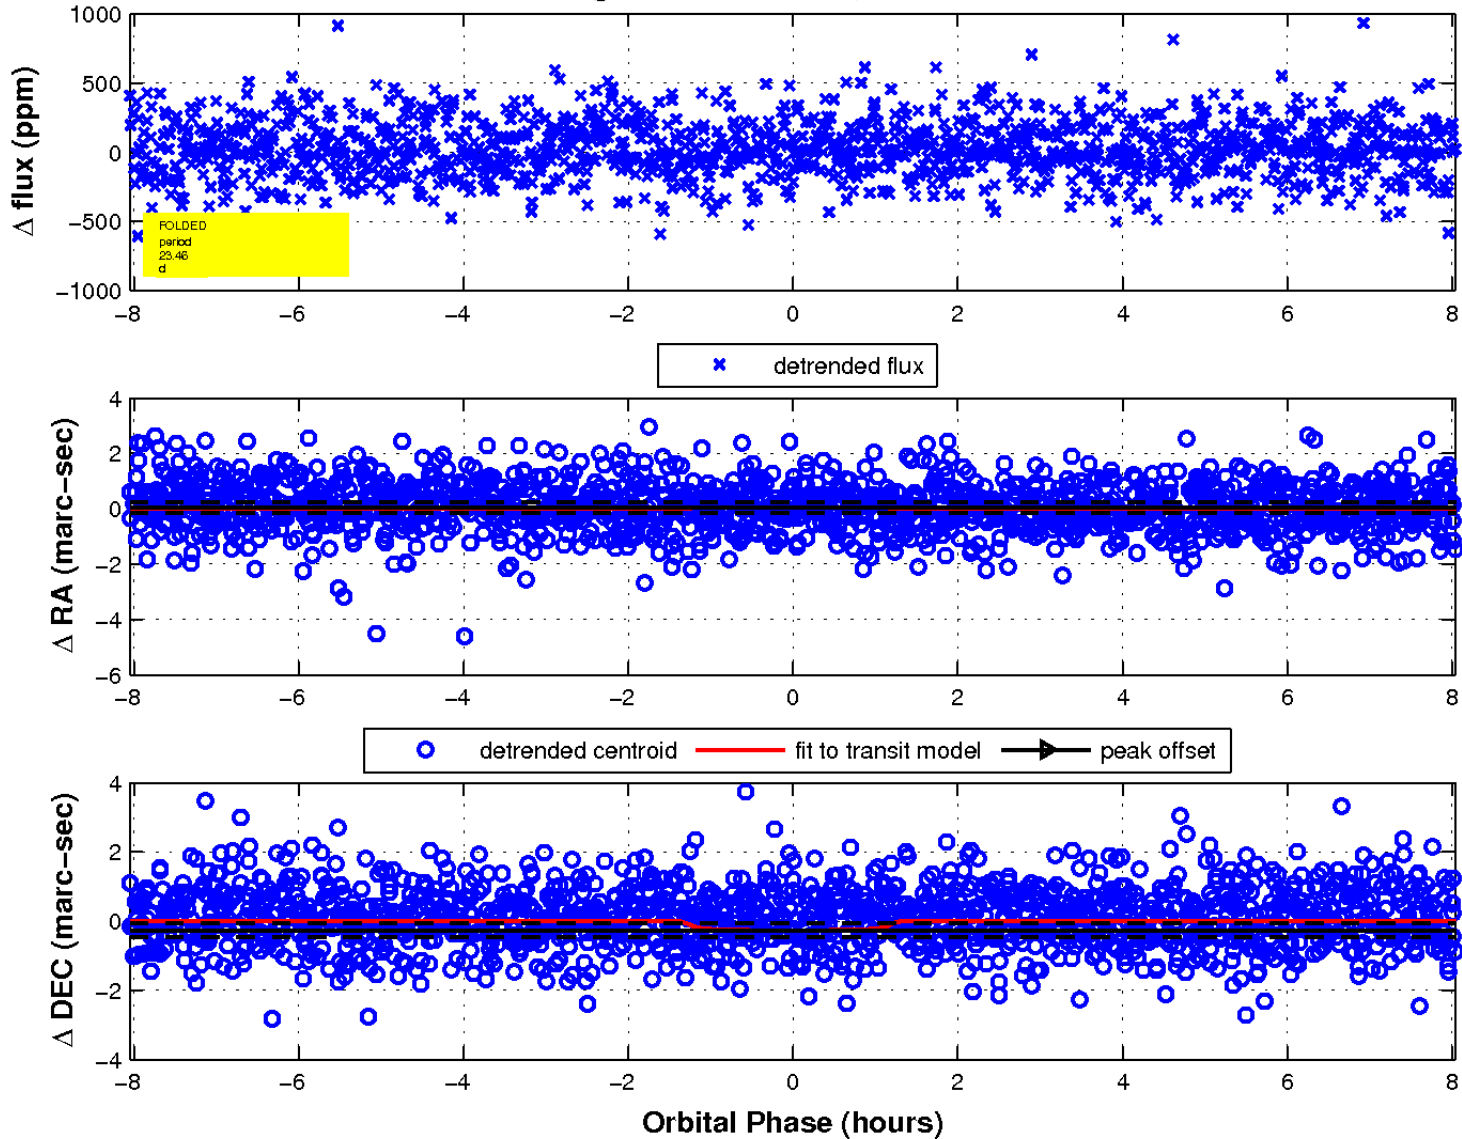 1000
500
0
−500
−1000
Δ flux (ppm)
FOLDED
period
23.46
d
−8 −6 −4 −2 0 2 4 6 8
detrended flux
4
2
0
−2
−4
−6
Δ RA (marc−sec)
−8 −6 −4 −2 0 2 4 6 8
detrended centroid fit to transit model peak offset
4
2
0
−2
−4
Δ DEC (marc−sec)
−8 −6 −4 −2 0 2 4 6 8
Orbital Phase (hours)